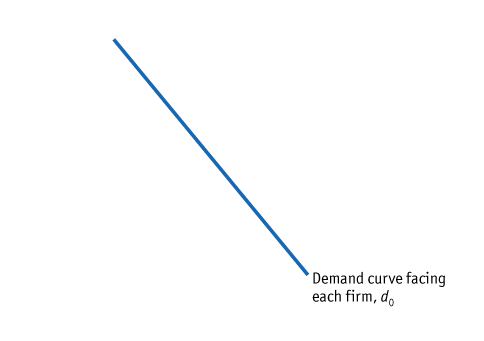 Demand curve facing
each firm, d₀